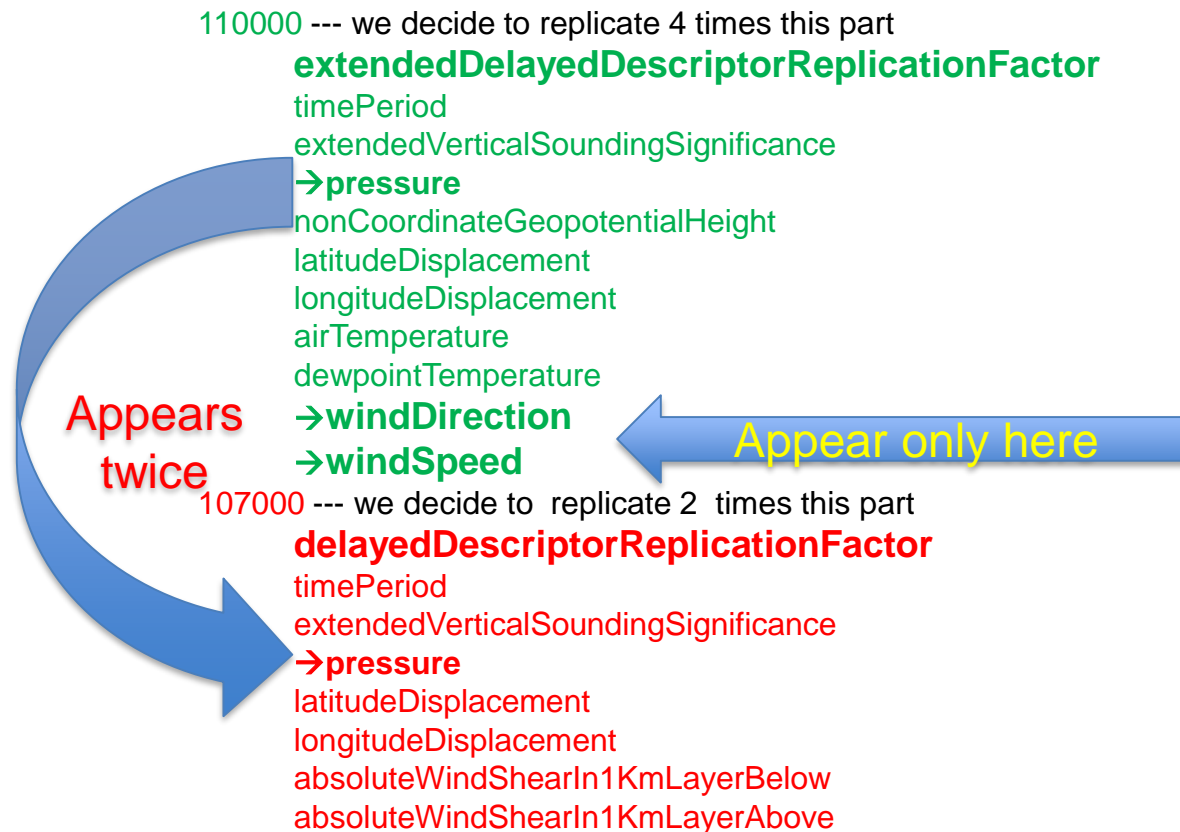 110000 --- we decide to replicate 4 times this part
extendedDelayedDescriptorReplicationFactor
timePeriod
extendedVerticalSoundingSignificance
→pressure
nonCoordinateGeopotentialHeight
latitudeDisplacement
longitudeDisplacement
airTemperature
dewpointTemperature
→windDirection
→windSpeed
Appears
twice
Appear only here
107000 --- we decide to  replicate 2  times this part
delayedDescriptorReplicationFactor
timePeriod
extendedVerticalSoundingSignificance
→pressure
latitudeDisplacement
longitudeDisplacement
absoluteWindShearIn1KmLayerBelow
absoluteWindShearIn1KmLayerAbove